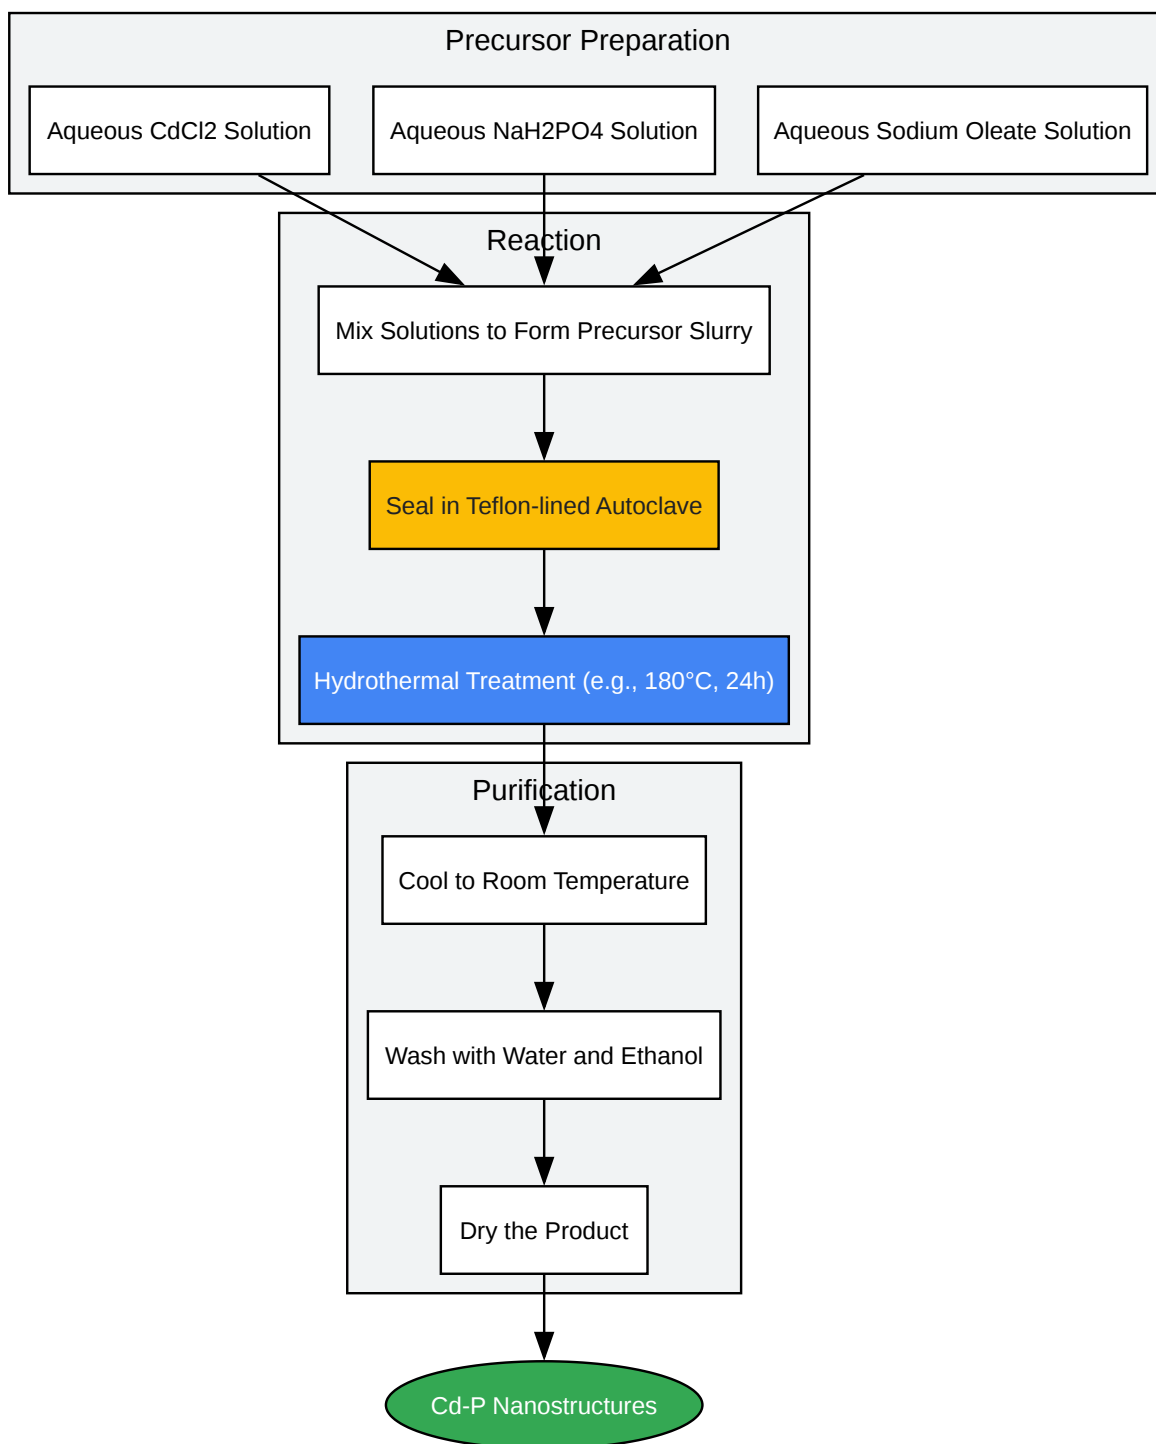 Precursor Preparation
Aqueous CdCl2 Solution
Aqueous NaH2PO4 Solution
Aqueous Sodium Oleate Solution
Reaction
Mix Solutions to Form Precursor Slurry
Seal in Teflon-lined Autoclave
Hydrothermal Treatment (e.g., 180°C, 24h)
Purification
Cool to Room Temperature
Wash with Water and Ethanol
Dry the Product
Cd-P Nanostructures